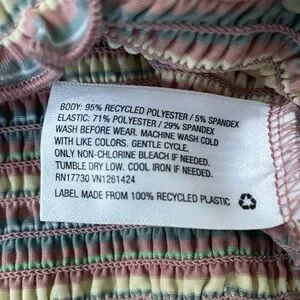 BODY: 95% RECYCLED POLYESTER / 5% SPANDEX
ELASTIC: 71% POLYESTER / 29% SPANDEX
WASH BEFORE WEAR. MACHINE WASH COLD
WITH LIKE COLORS. GENTLE CYCLE.
ONLY NON-CHLORINE BLEACH IF NEEDED.
TUMBLE DRY LOW. COOL IRON IF NEEDED.
RN17730 VN1261424
LABEL MADE FROM 100% RECYCLED PLASTIC